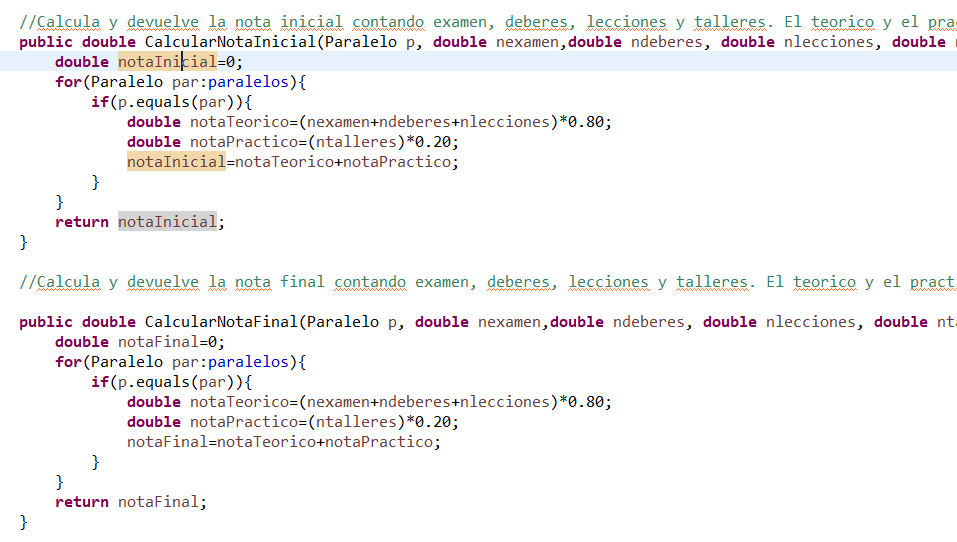 //Calcula y devuelve la nota inicial contando examen, deberes, lecciones y talleres. El teorico y el
public double CalcularNotaInicial(Paralelo p, double nexamen,double ndeberes, double nlecciones, double
double notaInicial=0;
for(Paralelo par:paralelos){
if(p.equals(par)){
double notaTeorico=(nexamen+ndeberes+nlecciones)*0.80;
double notaPractico=(ntalleres)*0.20;
notaInicial=notaTeorico+notaPractico;
}
}
return notaInicial;
}
//Calcula y devuelve la nota final contando examen, deberes, lecciones y talleres. El teorico y el
public double CalcularNotaFinal(Paralelo p, double nexamen,double ndeberes, double nlecciones, double
double notaFinal=0;
for(Paralelo par:paralelos){
if(p.equals(par)){
double notaTeorico=(nexamen+ndeberes+nlecciones)*0.80;
double notaPractico=(ntalleres)*0.20;
notaFinal=notaTeorico+notaPractico;
}
}
return notaFinal;
}